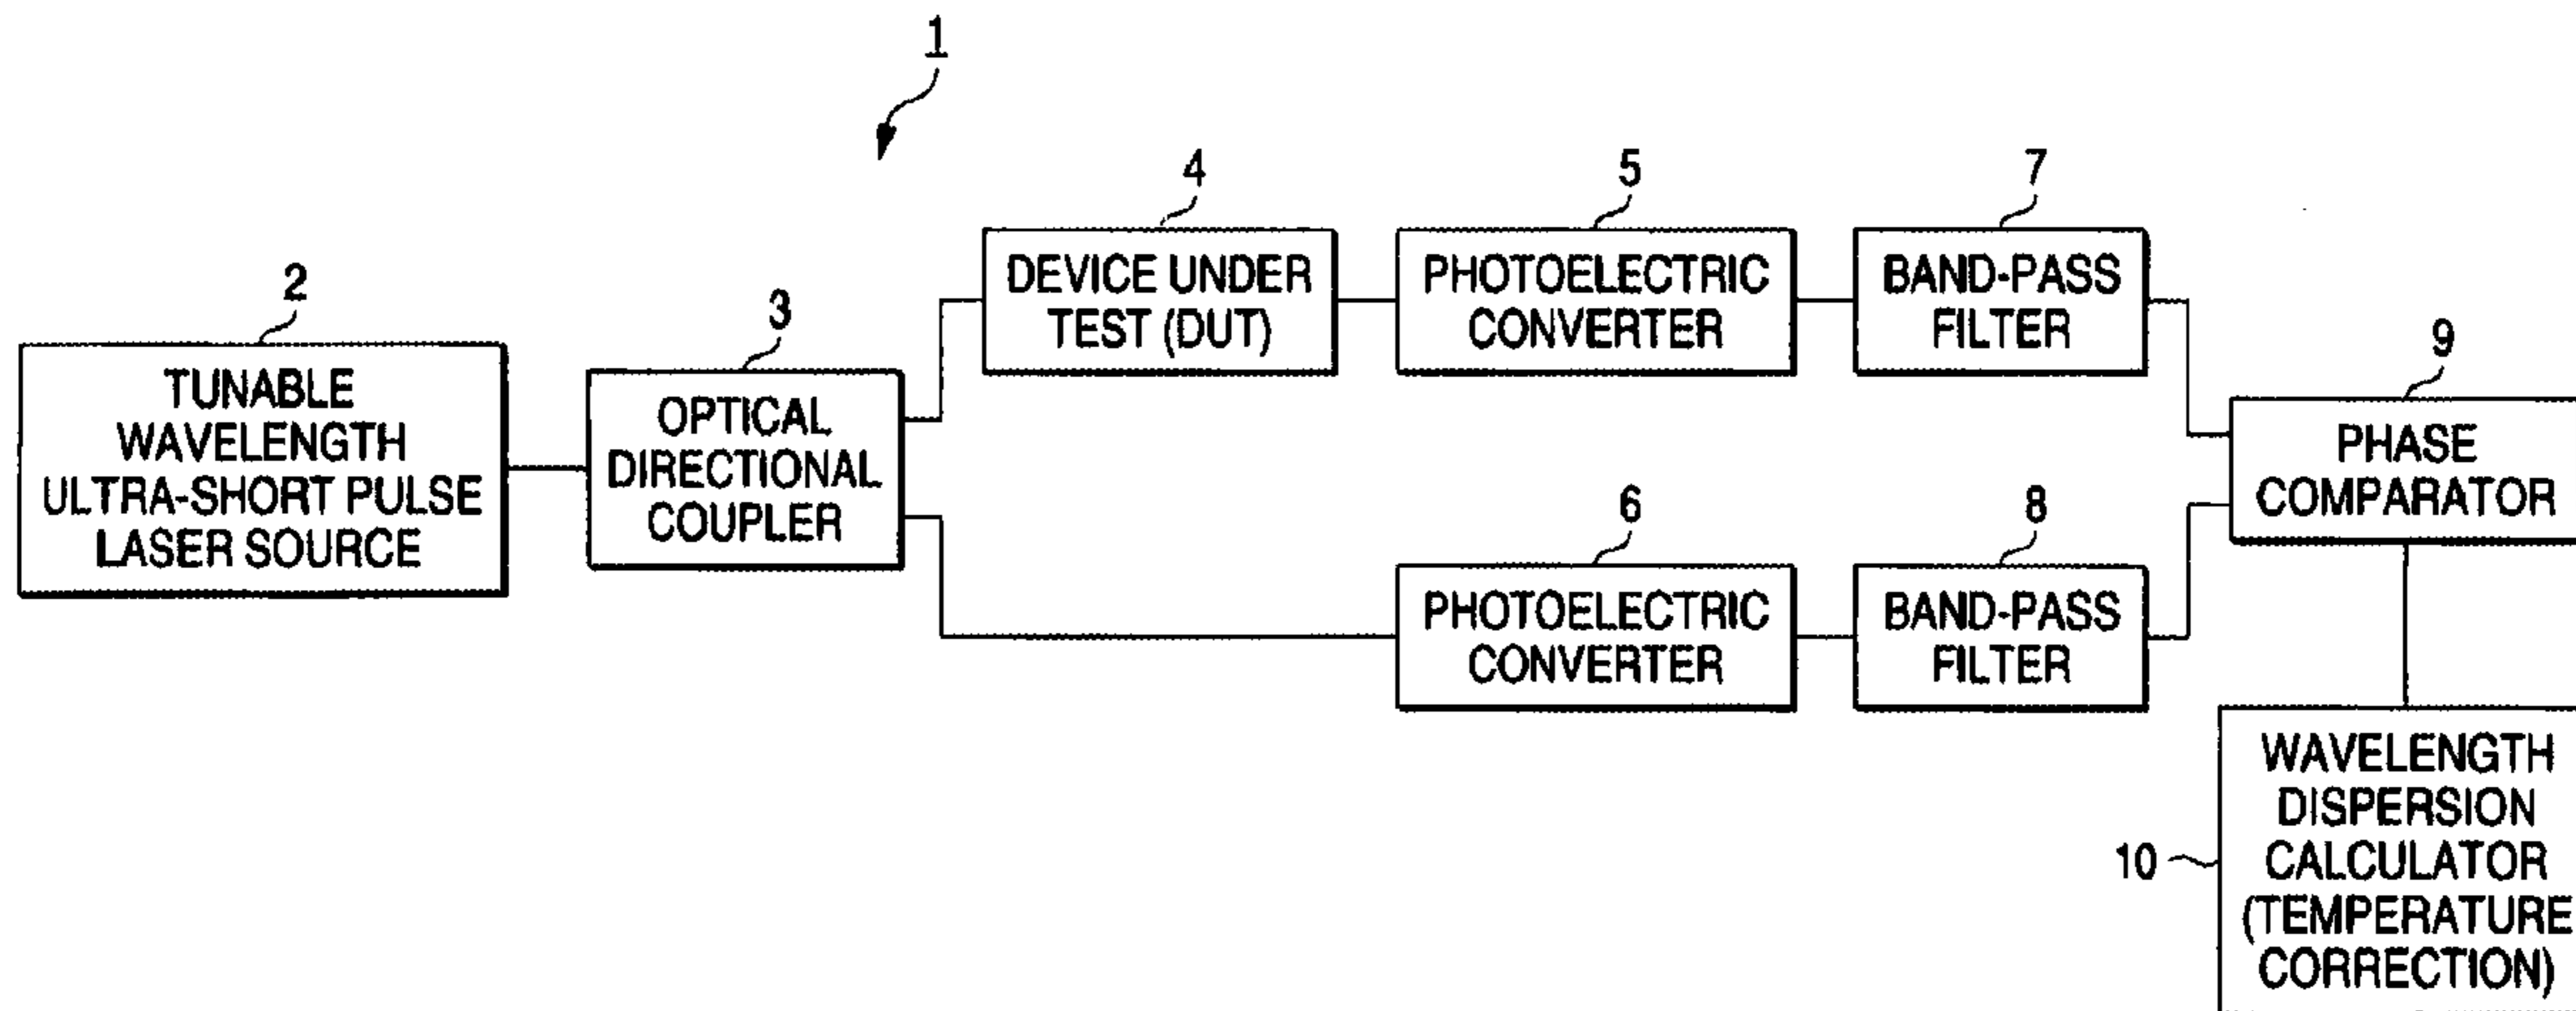 1
2
TUNABLE
WAVELENGTH
ULTRA-SHORT PULSE
LASER SOURCE
3
OPTICAL
DIRECTIONAL
COUPLER
4
DEVICE UNDER
TEST (DUT)
5
PHOTOELECTRIC
CONVERTER
7
BAND-PASS
FILTER
6
PHOTOELECTRIC
CONVERTER
8
BAND-PASS
FILTER
9
PHASE
COMPARATOR
10
WAVELENGTH
DISPERSION
CALCULATOR
(TEMPERATURE
CORRECTION)